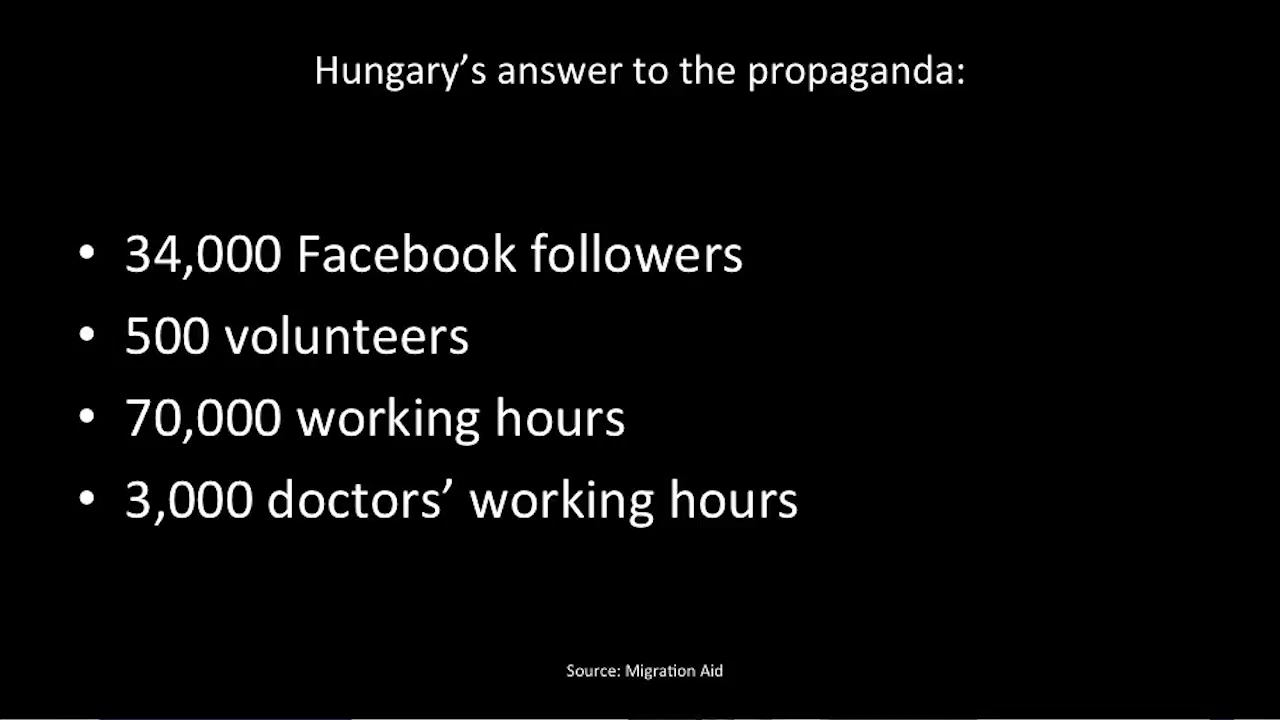 Hungary’s answer to the propaganda:
• 34,000 Facebook followers
• 500 volunteers
• 70,000 working hours
• 3,000 doctors’ working hours
Source: Migration Aid